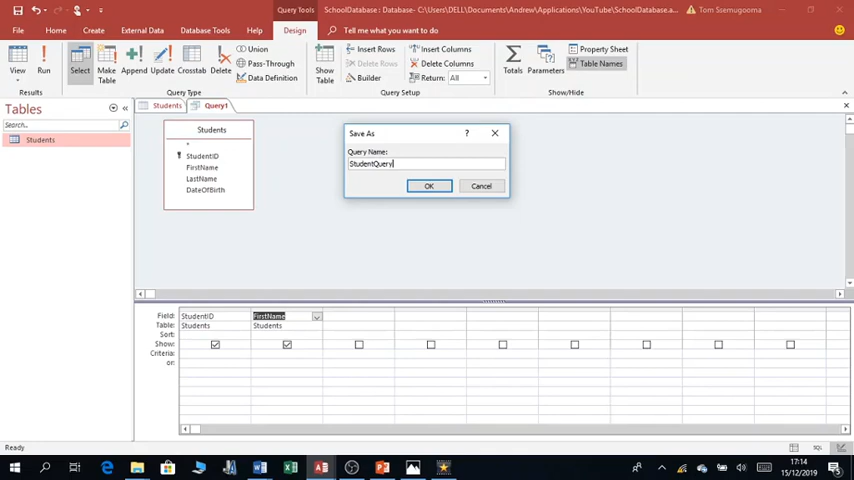 Query Tools
SchoolDatabase : Database- C:\Users\DELL\Documents\Andrew\Applications\YouTube\SchoolDatabase.a...
Tom Ssemugooma
File
Home
Create
External Data
Database Tools
Help
Design
Tell me what you want to do
View
Run
Results
Select
Make Table
Append
Update
Crosstab
Delete
Union
Pass-Through
Data Definition
Query Type
Show Table
Insert Rows
Delete Rows
Builder
Insert Columns
Delete Columns
Return: All
Query Setup
Totals
Parameters
Property Sheet
Table Names
Show/Hide
Tables
Search...
Students
Students
Query1
Students
*
StudentID
FirstName
LastName
DateOfBirth
Save As
?
Query Name:
StudentQuery
OK
Cancel
Field: StudentID FirstName
Table: Students Students
Sort:
Show:
Criteria:
or:
Ready
SQL
17:14
15/12/2019